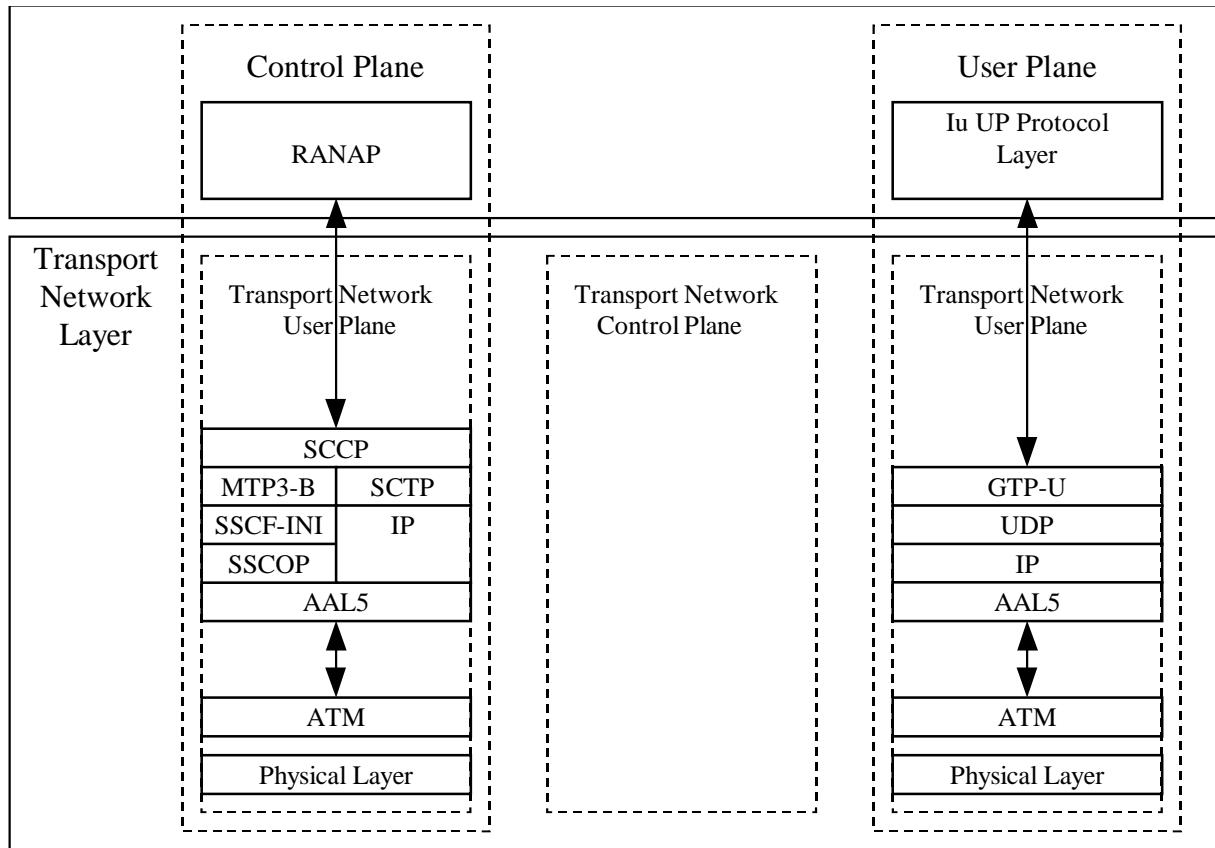 Control Plane
User Plane
RANAP
Iu UP Protocol
Layer
Transport
Network
Layer
Transport Network
User Plane
Transport Network
Control Plane
Transport Network
User Plane
SCCP
MTP3-B
SCTP
SSCF-INI
IP
SSCOP
AAL5
ATM
Physical Layer
GTP-U
UDP
IP
AAL5
ATM
Physical Layer